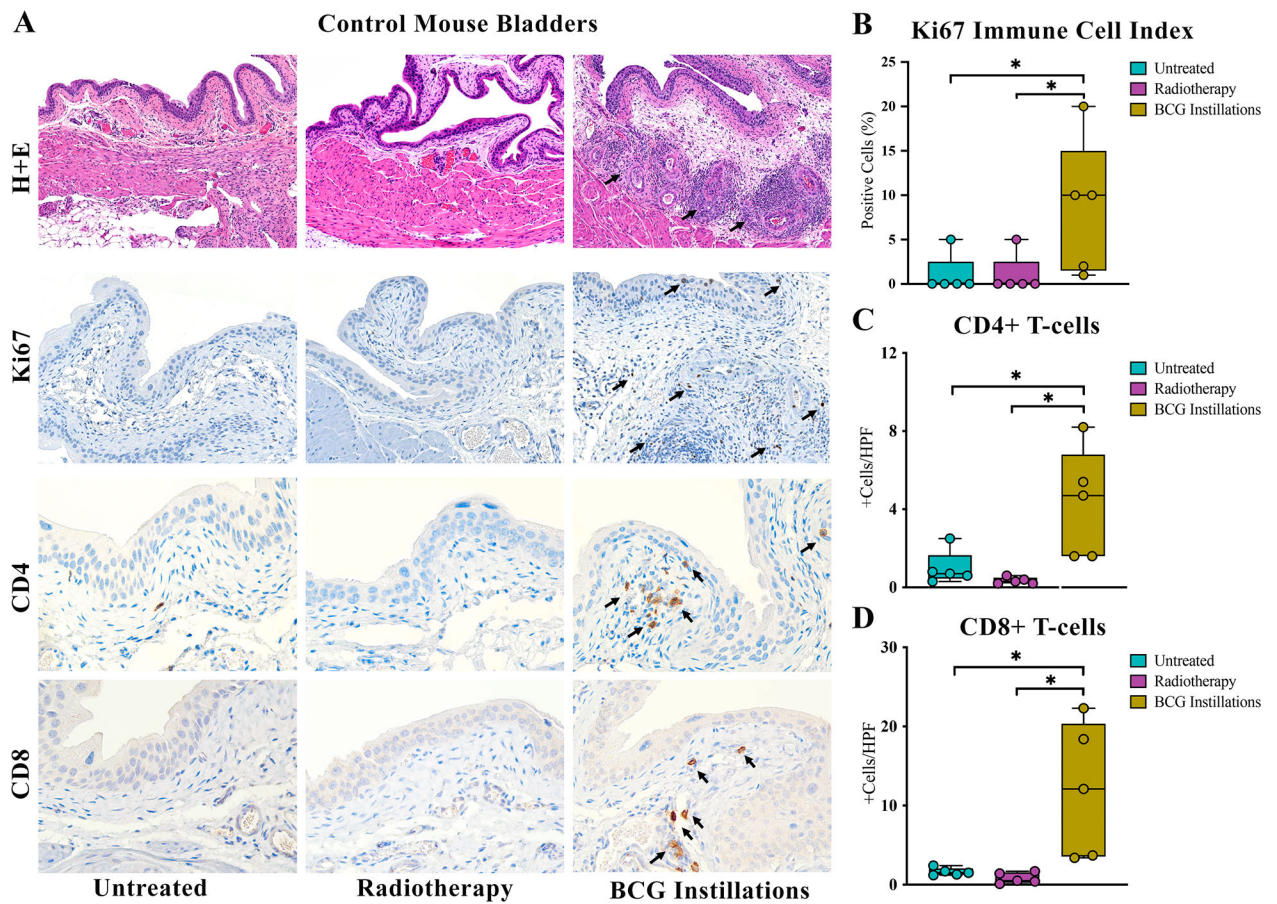 A
Control Mouse Bladders
H+E
Ki67
CD4
CD8
Untreated
Radiotherapy
BCG Instillations
B
Ki67 Immune Cell Index
Positive Cells (%)
25
20
15
10
5
0
*
*
Untreated
Radiotherapy
BCG Instillations
C
CD4+ T-cells
+Cells/HPF
12
8
4
0
*
*
Untreated
Radiotherapy
BCG Instillations
D
CD8+ T-cells
+Cells/HPF
30
20
10
0
*
*
Untreated
Radiotherapy
BCG Instillations